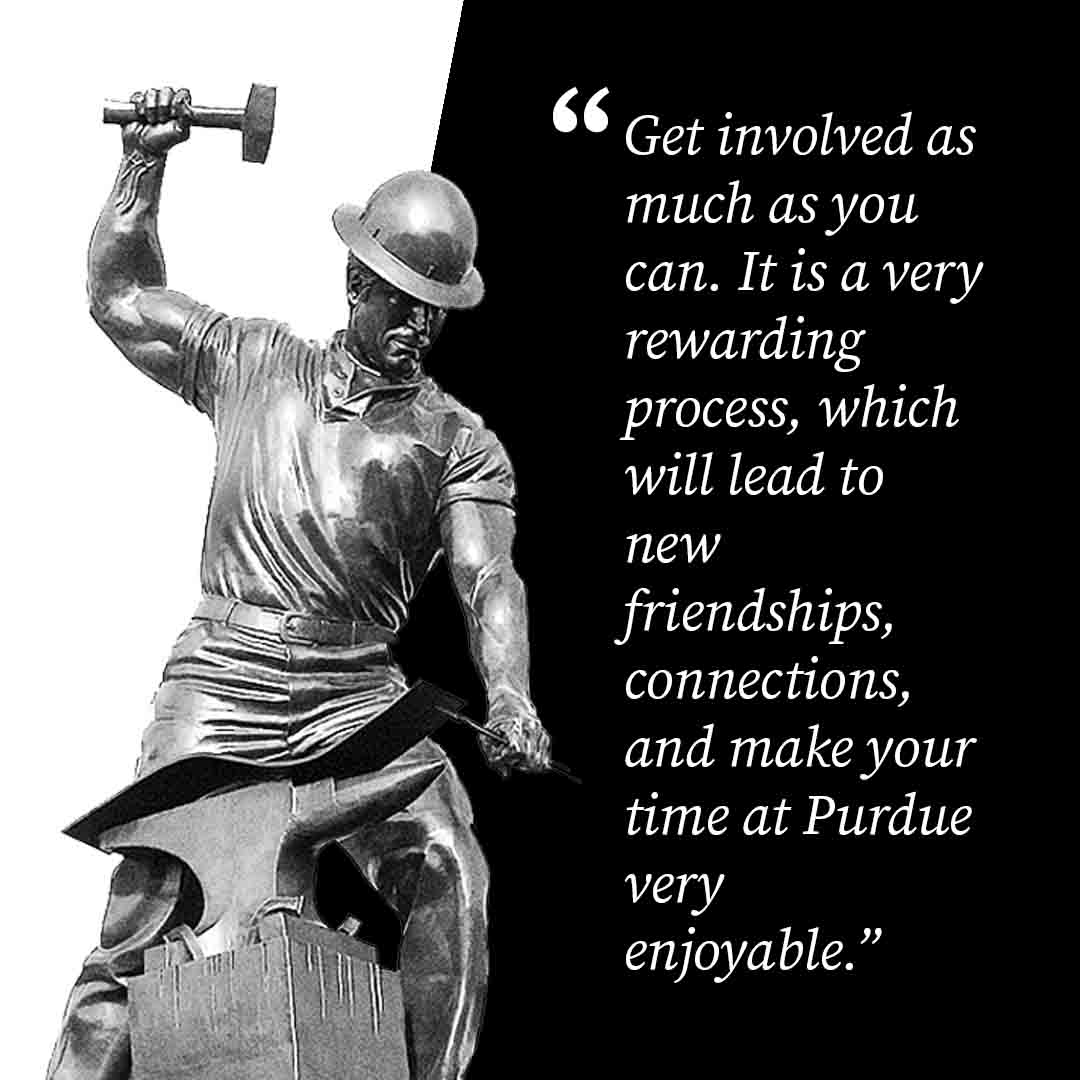 “Get involved as
much as you
can. It is a very
rewarding
process, which
will lead to
new
friendships,
connections,
and make your
time at Purdue
very
enjoyable.”